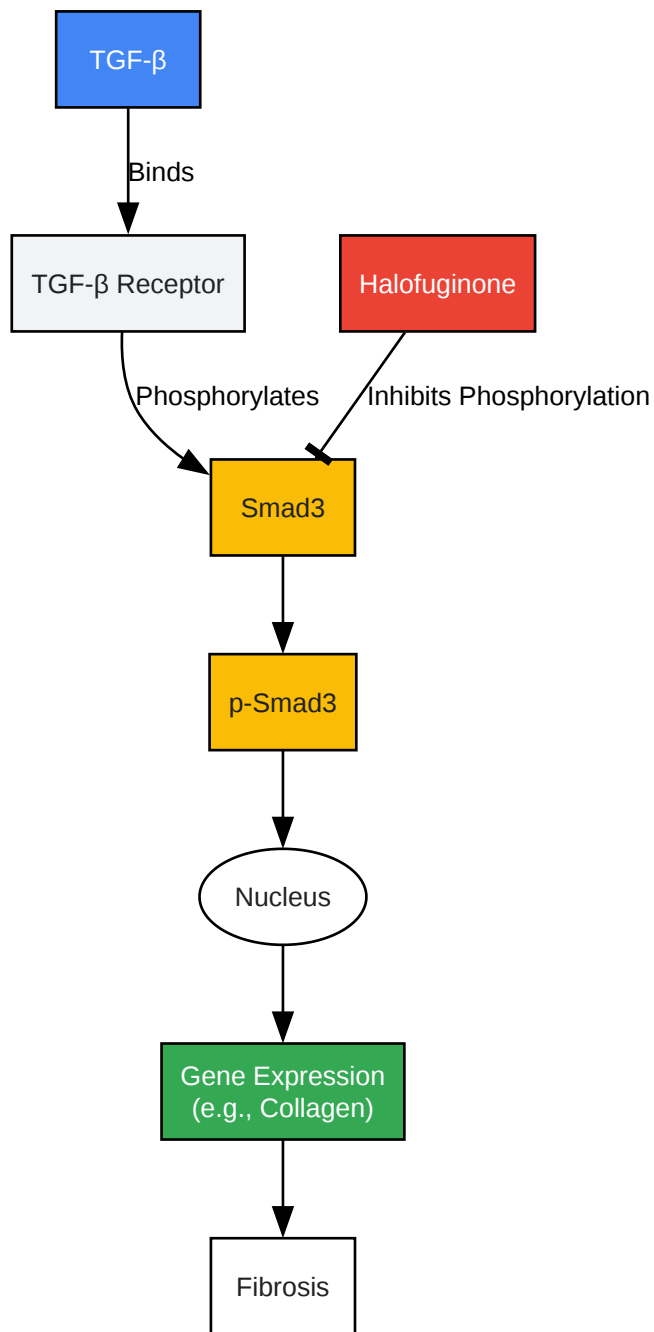 TGF-β
Binds
TGF-β Receptor
Halofuginone
Phosphorylates
Inhibits Phosphorylation
Smad3
p-Smad3
Nucleus
Gene Expression
(e.g., Collagen)
Fibrosis